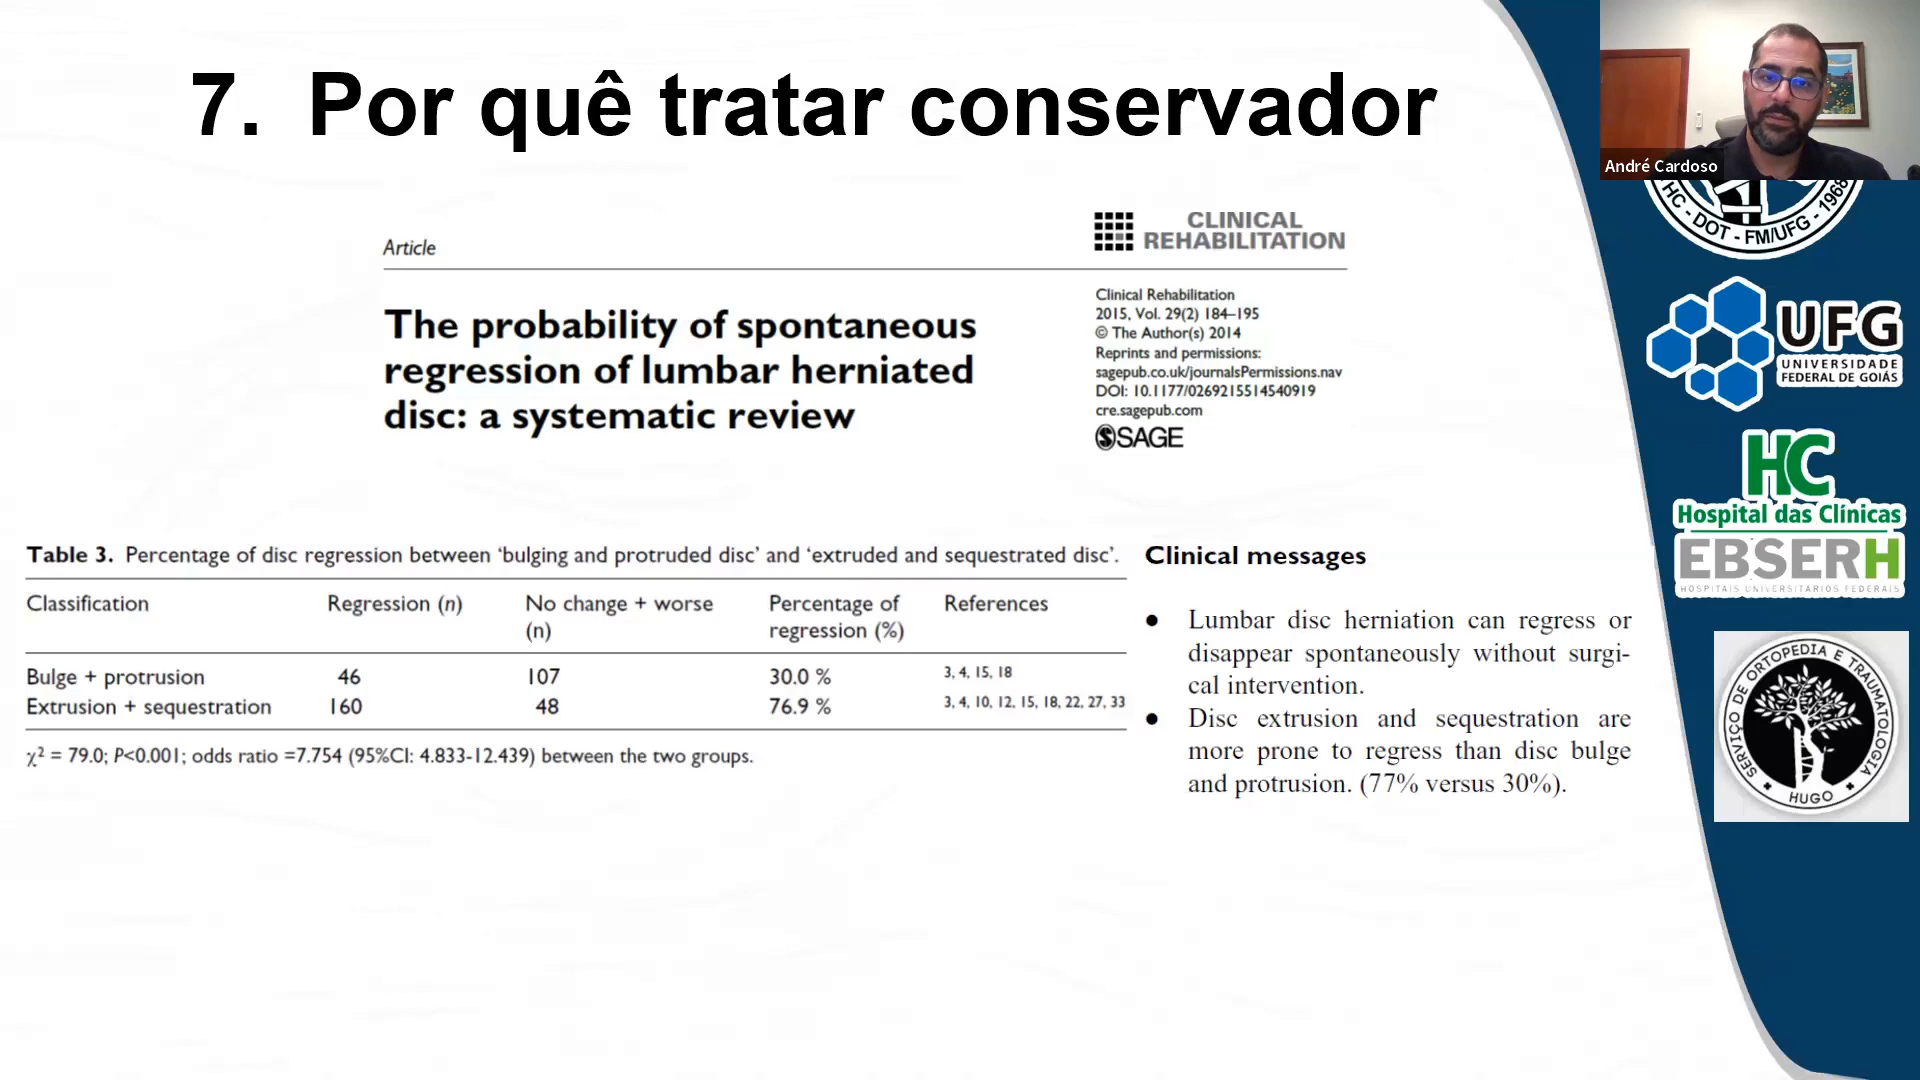 7. Por quê tratar conservador
André Cardoso
HC - DOT - FM/UFG - 1968
Article
CLINICAL
REHABILITATION
The probability of spontaneous
regression of lumbar herniated
disc: a systematic review
Clinical Rehabilitation
2015, Vol. 29(2) 184–195
© The Author(s) 2014
Reprints and permissions:
sagepub.co.uk/journalsPermissions.nav
DOI: 10.1177/0269215514540919
cre.sagepub.com
SAGE
UFG
UNIVERSIDADE
FEDERAL DE GOIÁS
HC
Hospital das Clínicas
EBSERH
HOSPITAIS UNIVERSITÁRIOS FEDERAIS
Table 3. Percentage of disc regression between ‘bulging and protruded disc’ and ‘extruded and sequestrated disc’.
Classification Regression (n) No change + worse (n) Percentage of regression (%) References
Bulge + protrusion 46 107 30.0 % 3, 4, 15, 18
Extrusion + sequestration 160 48 76.9 % 3, 4, 10, 12, 15, 18, 22, 27, 33
χ² = 79.0; P<0.001; odds ratio =7.754 (95%CI: 4.833-12.439) between the two groups.
Clinical messages
● Lumbar disc herniation can regress or
disappear spontaneously without surgi-
cal intervention.
● Disc extrusion and sequestration are
more prone to regress than disc bulge
and protrusion. (77% versus 30%).
SERVIÇO DE ORTOPEDIA E TRAUMATOLOGIA
HUGO